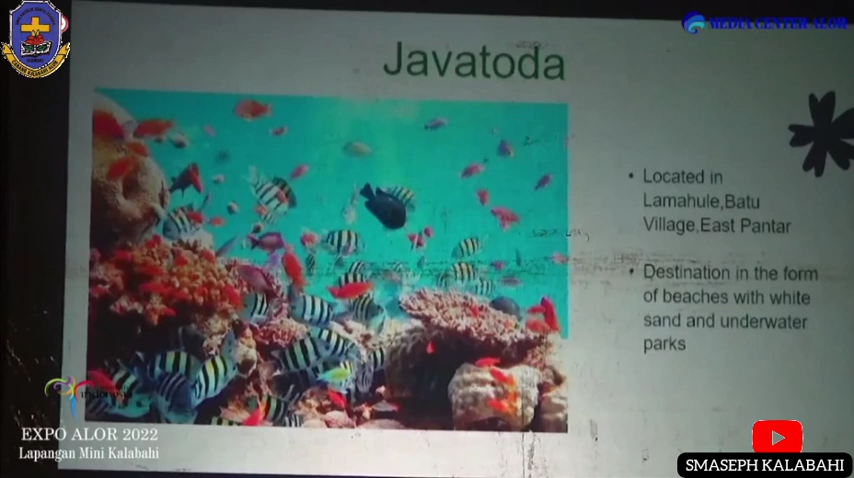 MEDIA CENTER ALOR
Javatoda
• Located in
Lamahule,Batu
Village,East Pantar
• Destination in the form
of beaches with white
sand and underwater
parks
EXPO ALOR 2022
Lapangan Mini Kalabahi
SMASEPH KALABAHI